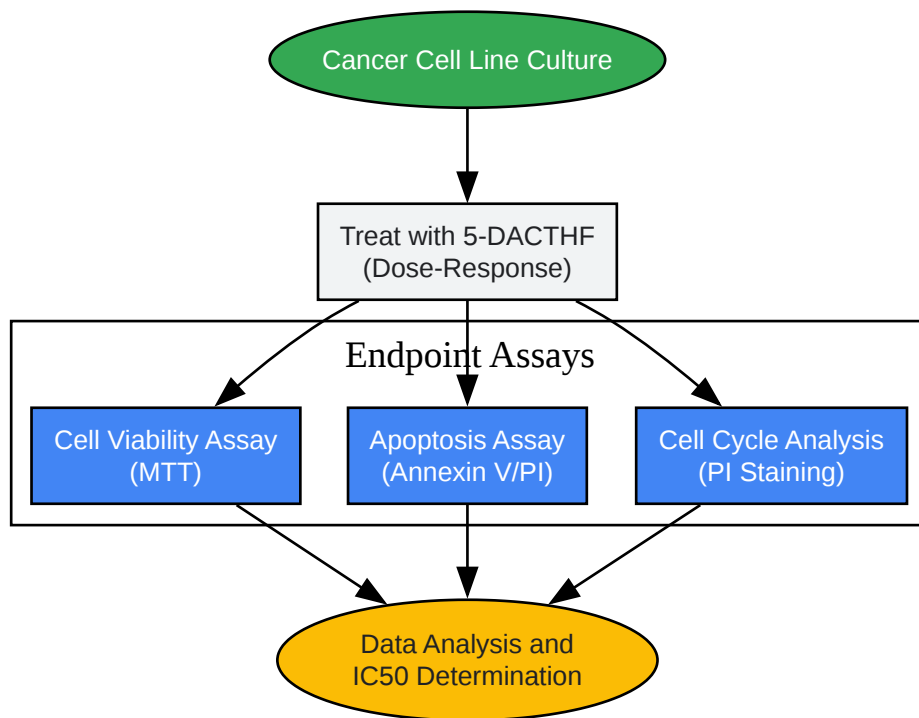 Cancer Cell Line Culture
Treat with 5-DACTHF
(Dose-Response)
Endpoint Assays
Cell Viability Assay
(MTT)
Apoptosis Assay
(Annexin V/PI)
Cell Cycle Analysis
(PI Staining)
Data Analysis and
IC50 Determination